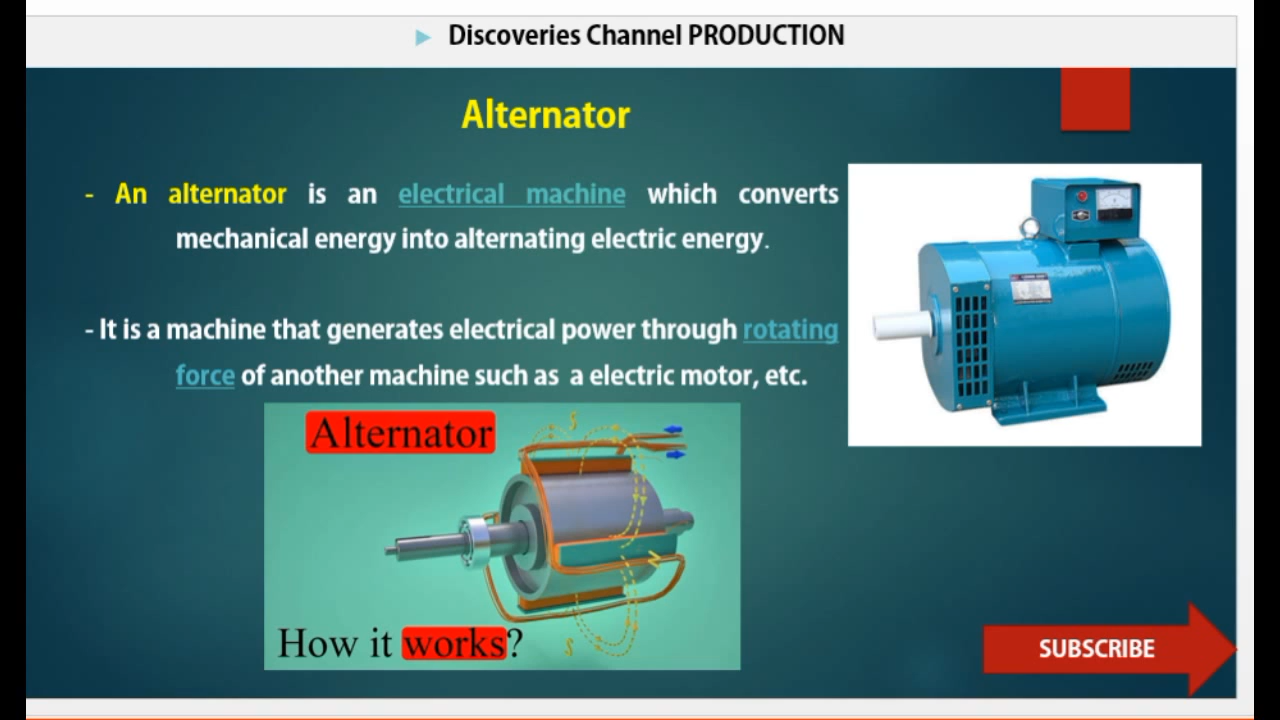 Discoveries Channel PRODUCTION
Alternator
- An alternator is an electrical machine which converts
mechanical energy into alternating electric energy.
- It is a machine that generates electrical power through rotating
force of another machine such as a electric motor, etc.
Alternator
How it works?
SUBSCRIBE